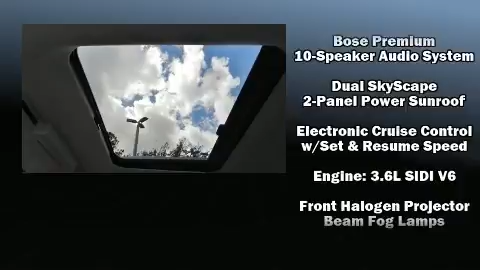 Bose Premium
10-Speaker Audio System
Dual SkyScape
2-Panel Power Sunroof
Electronic Cruise Control
w/Set & Resume Speed
Engine: 3.6L SIDI V6
Front Halogen Projector
Beam Fog Lamps